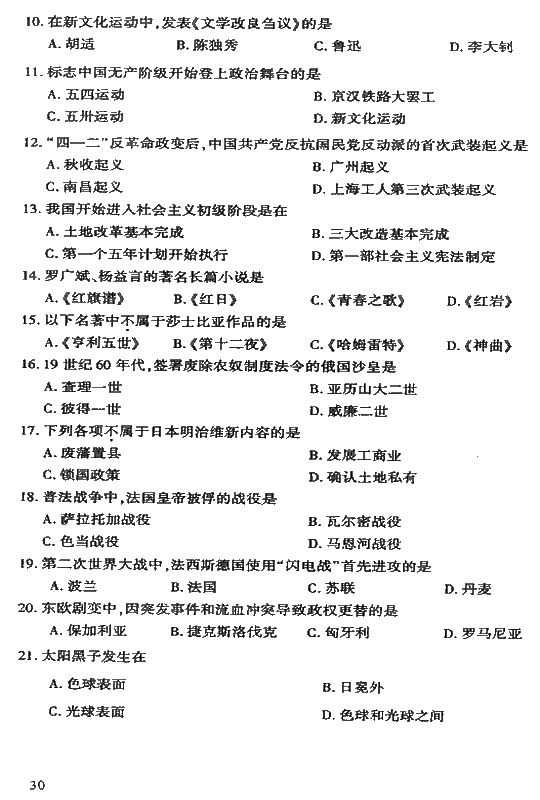 10. 在新文化运动中,发表《文学改良刍议》的是
A. 胡适 B. 陈独秀 C. 鲁迅 D. 李大钊
11. 标志中国无产阶级开始登上政治舞台的是
A. 五四运动 B. 京汉铁路大罢工
C. 五卅运动 D. 新文化运动
12. “四一二”反革命政变后,中国共产党反抗国民党反动派的首次武装起义是
A. 秋收起义 B. 广州起义
C. 南昌起义 D. 上海工人第三次武装起义
13. 我国开始进入社会主义初级阶段是在
A. 土地改革基本完成 B. 三大改造基本完成
C. 第一个五年计划开始执行 D. 第一部社会主义宪法制定
14. 罗广斌、杨益言的著名长篇小说是
A.《红旗谱》 B.《红日》 C.《青春之歌》 D.《红岩》
15. 以下名著中不属于莎士比亚作品的是
A.《亨利五世》 B.《第十二夜》 C.《哈姆雷特》 D.《神曲》
16. 19 世纪 60 年代,签署废除农奴制度法令的俄国沙皇是
A. 查理一世 B. 亚历山大二世
C. 彼得一世 D. 威廉二世
17. 下列各项不属于日本明治维新内容的是
A. 废藩置县 B. 发展工商业
C. 锁国政策 D. 确认土地私有
18. 普法战争中,法国皇帝被俘的战役是
A. 萨拉托加战役 B. 瓦尔密战役
C. 色当战役 D. 马恩河战役
19. 第二次世界大战中,法西斯德国使用“闪电战”首先进攻的是
A. 波兰 B. 法国 C. 苏联 D. 丹麦
20. 东欧剧变中,因突发事件和流血冲突导致政权更替的是
A. 保加利亚 B. 捷克斯洛伐克 C. 匈牙利 D. 罗马尼亚
21. 太阳黑子发生在
A. 色球表面 B. 日冕外
C. 光球表面 D. 色球和光球之间
30